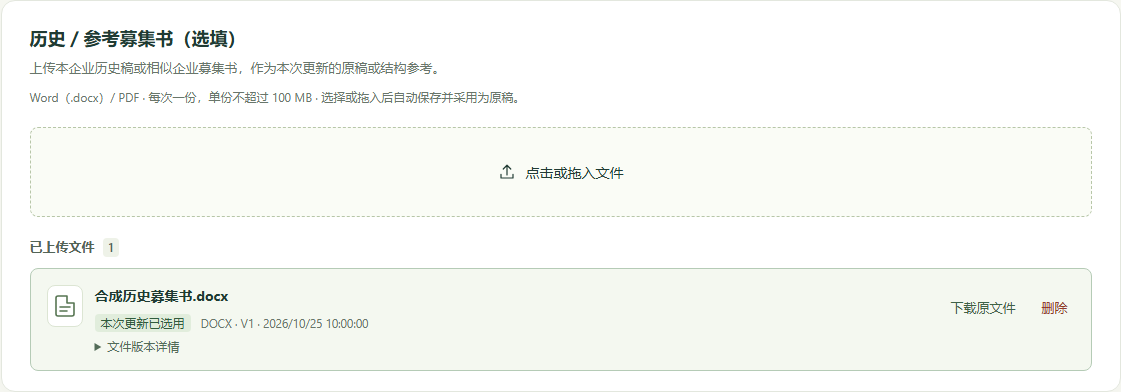 历史 / 参考募集书（选填）
上传本企业历史稿或相似企业募集书，作为本次更新的原稿或结构参考。
Word（.docx）/ PDF · 每次一份，单份不超过 100 MB · 选择或拖入后自动保存并采用为原稿。
点击或拖入文件
已上传文件 1
合成历史募集书.docx
本次更新已选用 DOCX · V1 · 2026/10/25 10:00:00
下载原文件 删除
文件版本详情